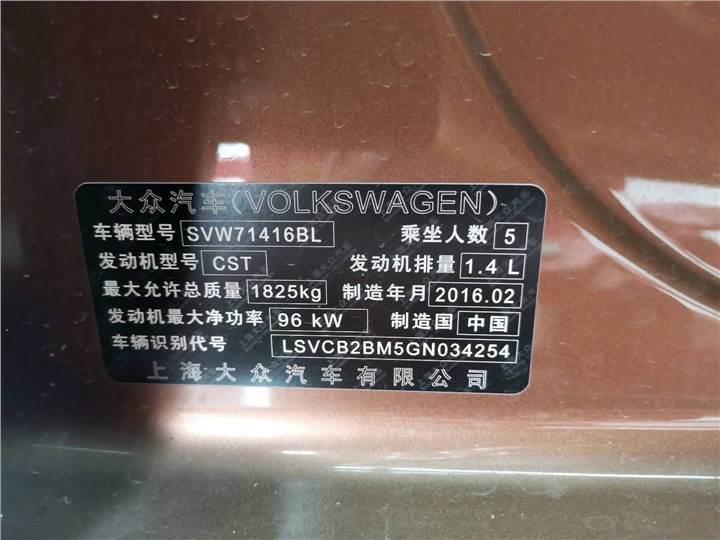 大众汽车(VOLKSWAGEN)
车辆型号 SVW71416BL 乘坐人数 5
发动机型号 CST 发动机排量 1.4 L
最大允许总质量 1825kg 制造年月 2016.02
发动机最大净功率 96 kW 制造国 中国
车辆识别代号 LSVCB2BM5GN034254
上海大众汽车有限公司